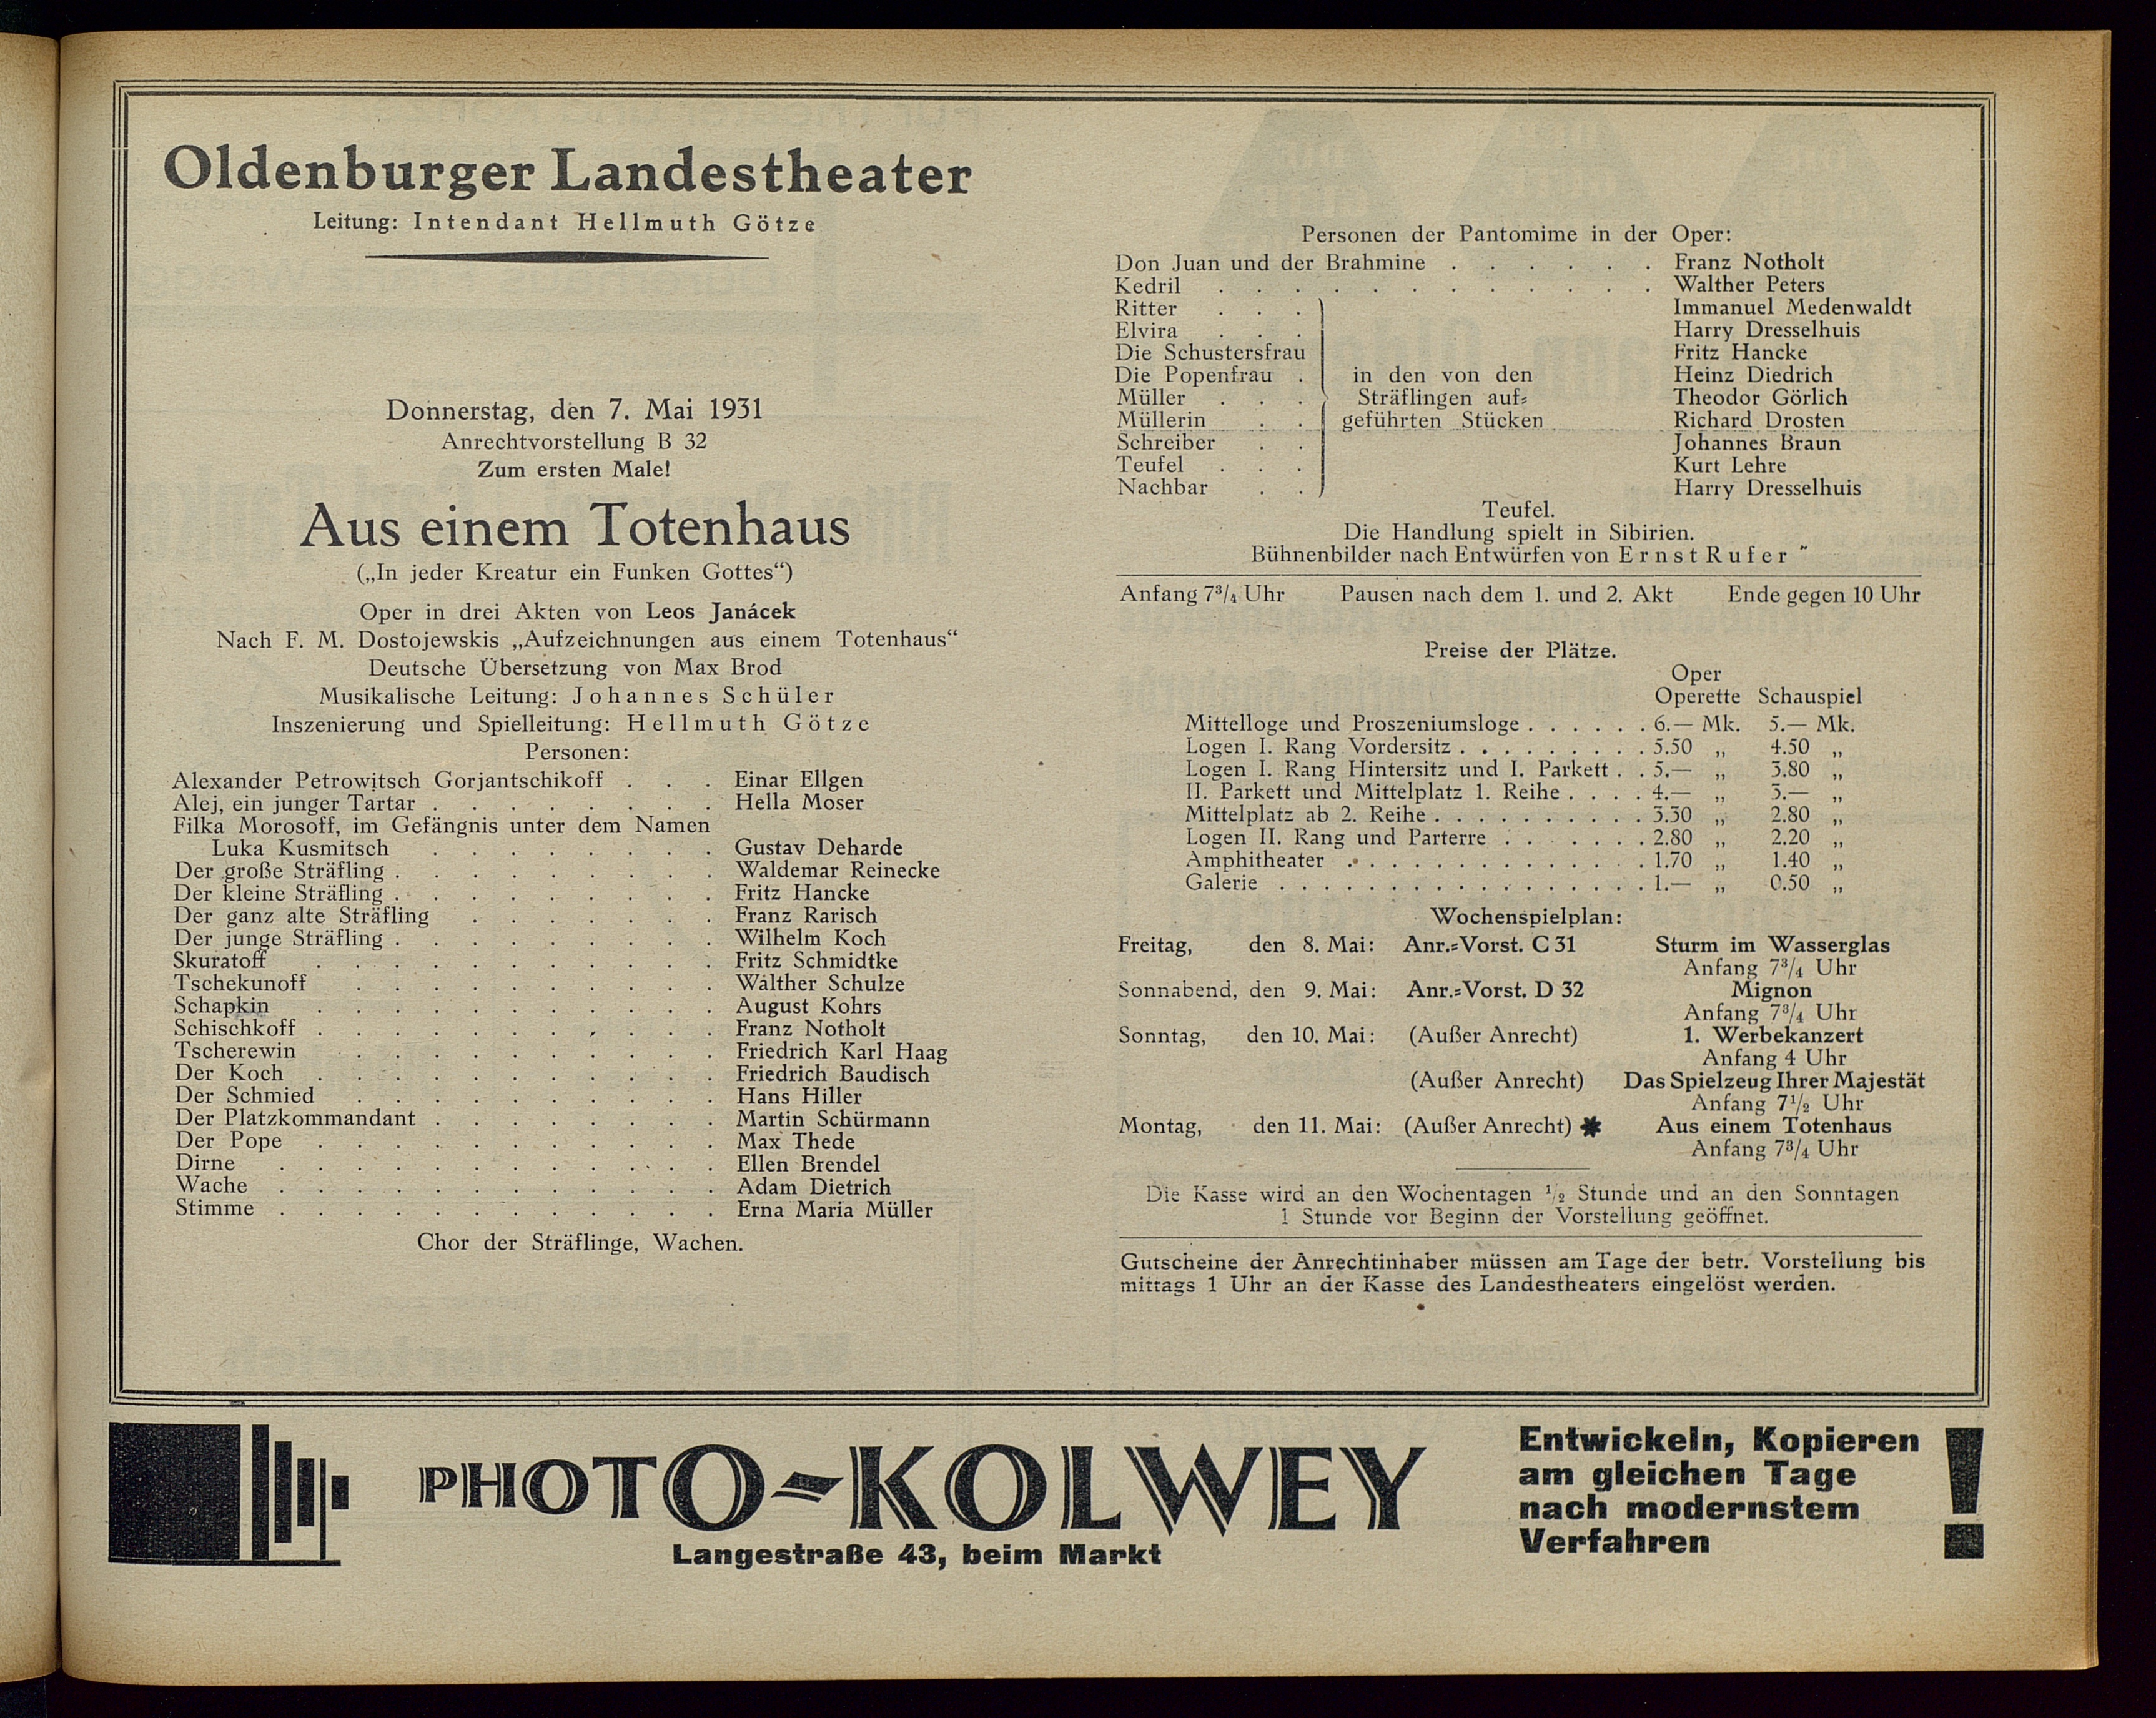 Oldenburger Landestheater
Leitung: Intendant Hellmuth Götze
Donnerstag, den 7. Mai 1931
Anrechtvorstellung B 32
Zum ersten Male!
Aus einem Totenhaus
(„In jeder Kreatur ein Funken Gottes“)
Oper in drei Akten von Leos Janácek
Nach F. M. Dostojewskis „Aufzeichnungen aus einem Totenhaus“
Deutsche Übersetzung von Max Brod
Musikalische Leitung: Johannes Schüler
Inszenierung und Spielleitung: Hellmuth Götze
Personen:
Alexander Petrowitsch Gorjantschikoff . . . Einar Ellgen
Alej, ein junger Tartar . . . . . . . . Hella Moser
Filka Morosoff, im Gefängnis unter dem Namen
Luka Kusmitsch . . . . . . . . Gustav Deharde
Der große Sträfling . . . . . . . . . Waldemar Reinecke
Der kleine Sträfling . . . . . . . . . Fritz Hancke
Der ganz alte Sträfling . . . . . . . Franz Rarisch
Der junge Sträfling . . . . . . . . . Wilhelm Koch
Skuratoff . . . . . . . . . . . Fritz Schmidtke
Tschekunoff . . . . . . . . . . Walther Schulze
Schapkin . . . . . . . . . . . August Kohrs
Schischkoff . . . . . . . . . . . Franz Notholt
Tscherewin . . . . . . . . . . Friedrich Karl Haag
Der Koch . . . . . . . . . . . Friedrich Baudisch
Der Schmied . . . . . . . . . . Hans Hiller
Der Platzkommandant . . . . . . . . Martin Schürmann
Der Pope . . . . . . . . . . . Max Thede
Dirne . . . . . . . . . . . . Ellen Brendel
Wache . . . . . . . . . . . . Adam Dietrich
Stimme . . . . . . . . . . . . Erna Maria Müller
Chor der Sträflinge, Wachen.
Personen der Pantomime in der Oper:
Don Juan und der Brahmine . . . . . . Franz Notholt
Kedril . . . . . . . . . . . . Walther Peters
Ritter . . . Immanuel Medenwaldt
Elvira . . . Harry Dresselhuis
Die Schustersfrau Fritz Hancke
Die Popenfrau . in den von den Heinz Diedrich
Müller . . . Sträflingen auf= Theodor Görlich
Müllerin . . geführten Stücken Richard Drosten
Schreiber . . Johannes Braun
Teufel . . . Kurt Lehre
Nachbar . . Harry Dresselhuis
Teufel.
Die Handlung spielt in Sibirien.
Bühnenbilder nach Entwürfen von Ernst Rufer
Anfang 7³/₄ Uhr Pausen nach dem 1. und 2. Akt Ende gegen 10 Uhr
Preise der Plätze.
Oper
Operette Schauspiel
Mittelloge und Proszeniumsloge . . . . . . 6.— Mk. 5.— Mk.
Logen I. Rang Vordersitz . . . . . . . . . 5.50 „ 4.50 „
Logen I. Rang Hintersitz und I. Parkett . . 5.— „ 3.80 „
II. Parkett und Mittelplatz 1. Reihe . . . . 4.— „ 3.— „
Mittelplatz ab 2. Reihe . . . . . . . . . . 3.30 „ 2.80 „
Logen II. Rang und Parterre . . . . . . . 2.80 „ 2.20 „
Amphitheater . . . . . . . . . . . . . . 1.70 „ 1.40 „
Galerie . . . . . . . . . . . . . . . . . 1.— „ 0.50 „
Wochenspielplan:
Freitag, den 8. Mai: Anr.=Vorst. C 31 Sturm im Wasserglas
Anfang 7³/₄ Uhr
Sonnabend, den 9. Mai: Anr.=Vorst. D 32 Mignon
Anfang 7³/₄ Uhr
Sonntag, den 10. Mai: (Außer Anrecht) 1. Werbekanzert
Anfang 4 Uhr
(Außer Anrecht) Das Spielzeug Ihrer Majestät
Anfang 7¹/₂ Uhr
Montag, den 11. Mai: (Außer Anrecht) * Aus einem Totenhaus
Anfang 7³/₄ Uhr
Die Kasse wird an den Wochentagen ¹/₂ Stunde und an den Sonntagen
1 Stunde vor Beginn der Vorstellung geöffnet.
Gutscheine der Anrechtinhaber müssen am Tage der betr. Vorstellung bis
mittags 1 Uhr an der Kasse des Landestheaters eingelöst werden.
PHOTO-KOLWEY
Langestraße 43, beim Markt
Entwickeln, Kopieren
am gleichen Tage
nach modernstem
Verfahren !